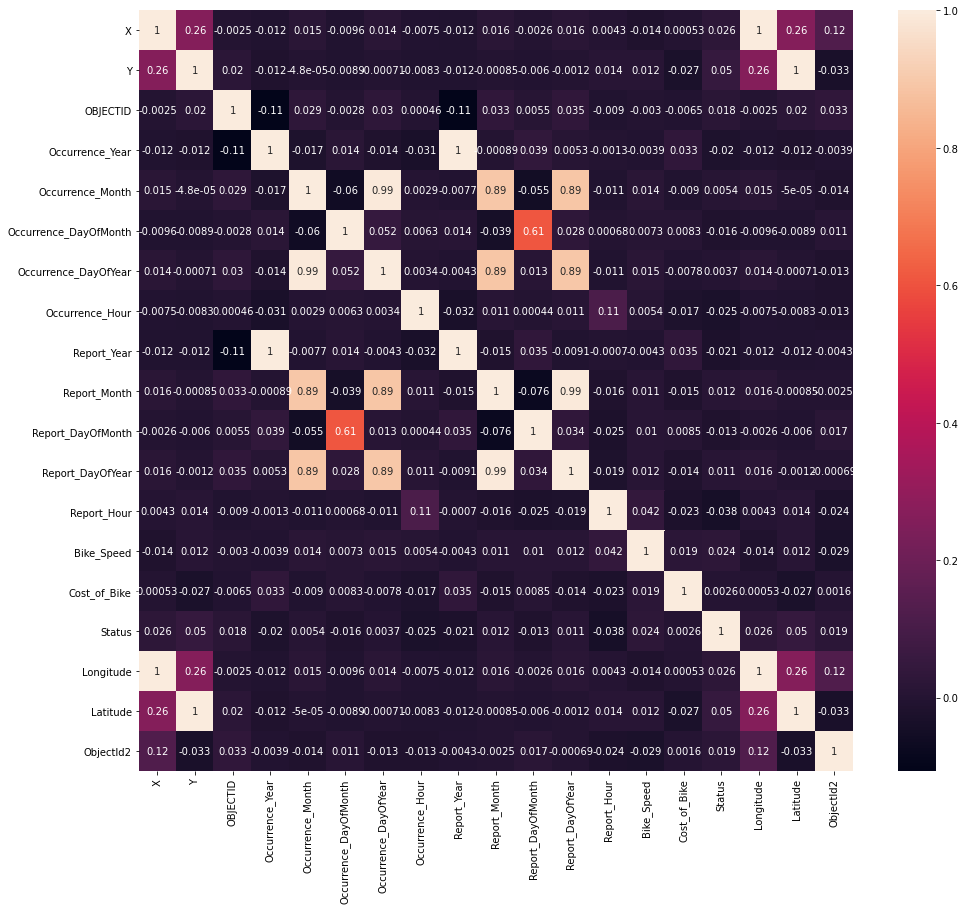 X 1 0.26 -0.0025 -0.012 0.015 -0.0096 0.014 -0.0075 -0.012 0.016 -0.0026 0.016 0.0043 -0.014 0.00053 0.026 1 0.26 0.12
Y 0.26 1 0.02 -0.012 -4.8e-05 -0.0089 -0.00071 -0.0083 -0.012 -0.00085 -0.006 -0.0012 0.014 0.012 -0.027 0.05 0.26 1 -0.033
OBJECTID -0.0025 0.02 1 -0.11 0.029 -0.0028 0.03 0.00046 -0.11 0.033 0.0055 0.035 -0.009 -0.003 -0.0065 0.018 -0.0025 0.02 0.033
Occurrence_Year -0.012 -0.012 -0.11 1 -0.017 0.014 -0.014 -0.031 1 -0.00089 0.039 0.0053 -0.0013 -0.0039 0.033 -0.02 -0.012 -0.012 -0.0039
Occurrence_Month 0.015 -4.8e-05 0.029 -0.017 1 -0.06 0.99 0.0029 -0.0077 0.89 -0.055 0.89 -0.011 0.014 -0.009 0.0054 0.015 -5e-05 -0.014
Occurrence_DayOfMonth -0.0096 -0.0089 -0.0028 0.014 -0.06 1 0.052 0.0063 0.014 -0.039 0.61 0.028 0.00068 0.0073 0.0083 -0.016 -0.0096 -0.0089 0.011
Occurrence_DayOfYear 0.014 -0.00071 0.03 -0.014 0.99 0.052 1 0.0034 -0.0043 0.89 0.013 0.89 -0.011 0.015 -0.0078 0.0037 0.014 -0.00071 -0.013
Occurrence_Hour -0.0075 -0.0083 0.00046 -0.031 0.0029 0.0063 0.0034 1 -0.032 0.011 0.00044 0.011 0.11 0.0054 -0.017 -0.025 -0.0075 -0.0083 -0.013
Report_Year -0.012 -0.012 -0.11 1 -0.0077 0.014 -0.0043 -0.032 1 -0.015 0.035 -0.0091 -0.0007 -0.0043 0.035 -0.021 -0.012 -0.012 -0.0043
Report_Month 0.016 -0.00085 0.033 -0.00089 0.89 -0.039 0.89 0.011 -0.015 1 -0.076 0.99 -0.016 0.011 -0.015 0.012 0.016 -0.00085 -0.0025
Report_DayOfMonth -0.0026 -0.006 0.0055 0.039 -0.055 0.61 0.013 0.00044 0.035 -0.076 1 0.034 -0.025 0.01 0.0085 -0.013 -0.0026 -0.006 0.017
Report_DayOfYear 0.016 -0.0012 0.035 0.0053 0.89 0.028 0.89 0.011 -0.0091 0.99 0.034 1 -0.019 0.012 -0.014 0.011 0.016 -0.0012 -0.00069
Report_Hour 0.0043 0.014 -0.009 -0.0013 -0.011 0.00068 -0.011 0.11 -0.0007 -0.016 -0.025 -0.019 1 0.042 -0.023 -0.038 0.0043 0.014 -0.024
Bike_Speed -0.014 0.012 -0.003 -0.0039 0.014 0.0073 0.015 0.0054 -0.0043 0.011 0.01 0.012 0.042 1 0.019 0.024 -0.014 0.012 -0.029
Cost_of_Bike 0.00053 -0.027 -0.0065 0.033 -0.009 0.0083 -0.0078 -0.017 0.035 -0.015 0.0085 -0.014 -0.023 0.019 1 0.0026 0.00053 -0.027 0.0016
Status 0.026 0.05 0.018 -0.02 0.0054 -0.016 0.0037 -0.025 -0.021 0.012 -0.013 0.011 -0.038 0.024 0.0026 1 0.026 0.05 0.019
Longitude 1 0.26 -0.0025 -0.012 0.015 -0.0096 0.014 -0.0075 -0.012 0.016 -0.0026 0.016 0.0043 -0.014 0.00053 0.026 1 0.26 0.12
Latitude 0.26 1 0.02 -0.012 -5e-05 -0.0089 -0.00071 -0.0083 -0.012 -0.00085 -0.006 -0.0012 0.014 0.012 -0.027 0.05 0.26 1 -0.033
ObjectId2 0.12 -0.033 0.033 -0.0039 -0.014 0.011 -0.013 -0.013 -0.0043 -0.0025 0.017 -0.00069 -0.024 -0.029 0.0016 0.019 0.12 -0.033 1
X
Y
OBJECTID
Occurrence_Year
Occurrence_Month
Occurrence_DayOfMonth
Occurrence_DayOfYear
Occurrence_Hour
Report_Year
Report_Month
Report_DayOfMonth
Report_DayOfYear
Report_Hour
Bike_Speed
Cost_of_Bike
Status
Longitude
Latitude
ObjectId2
1.0
0.8
0.6
0.4
0.2
0.0